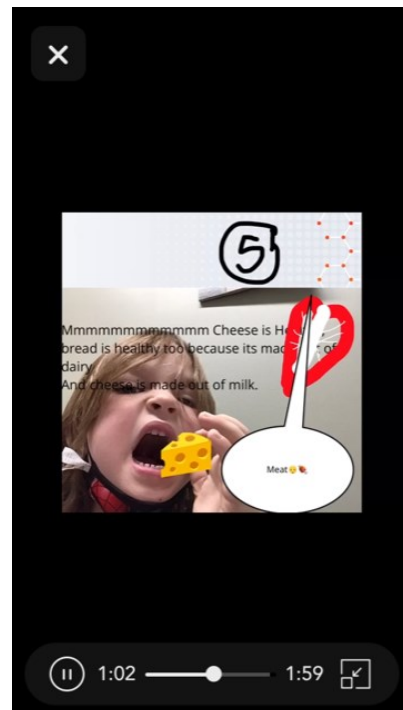 5
Mmmmmmmmmmmm Cheese is He
bread is healthy too because its mad of
dairy
And cheese is made out of milk.
Meat
1:02
1:59